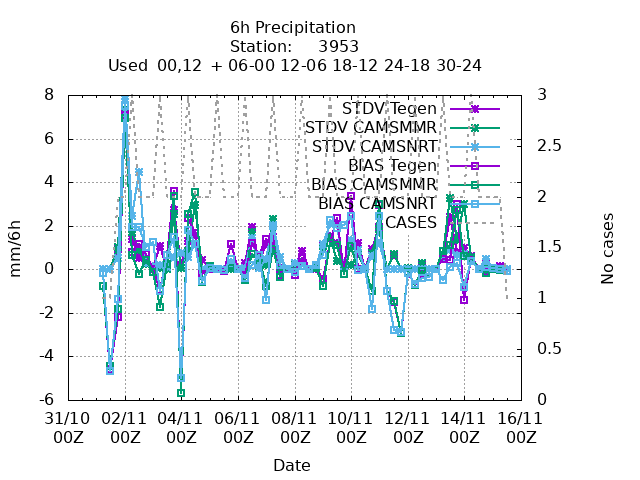 6h Precipitation
Station: 3953
Used 00,12 + 06-00 12-06 18-12 24-18 30-24
8
6
4
2
0
-2
-4
-6
mm/6h
3
2.5
2
1.5
1
0.5
0
No cases
STDV Tegen
STDV CAMSMMR
STDV CAMSNRT
BIAS Tegen
BIAS CAMSMMR
BIAS CAMSNRT
CASES
31/10 02/11 04/11 06/11 08/11 10/11 12/11 14/11 16/11
00Z 00Z 00Z 00Z 00Z 00Z 00Z 00Z 00Z
Date